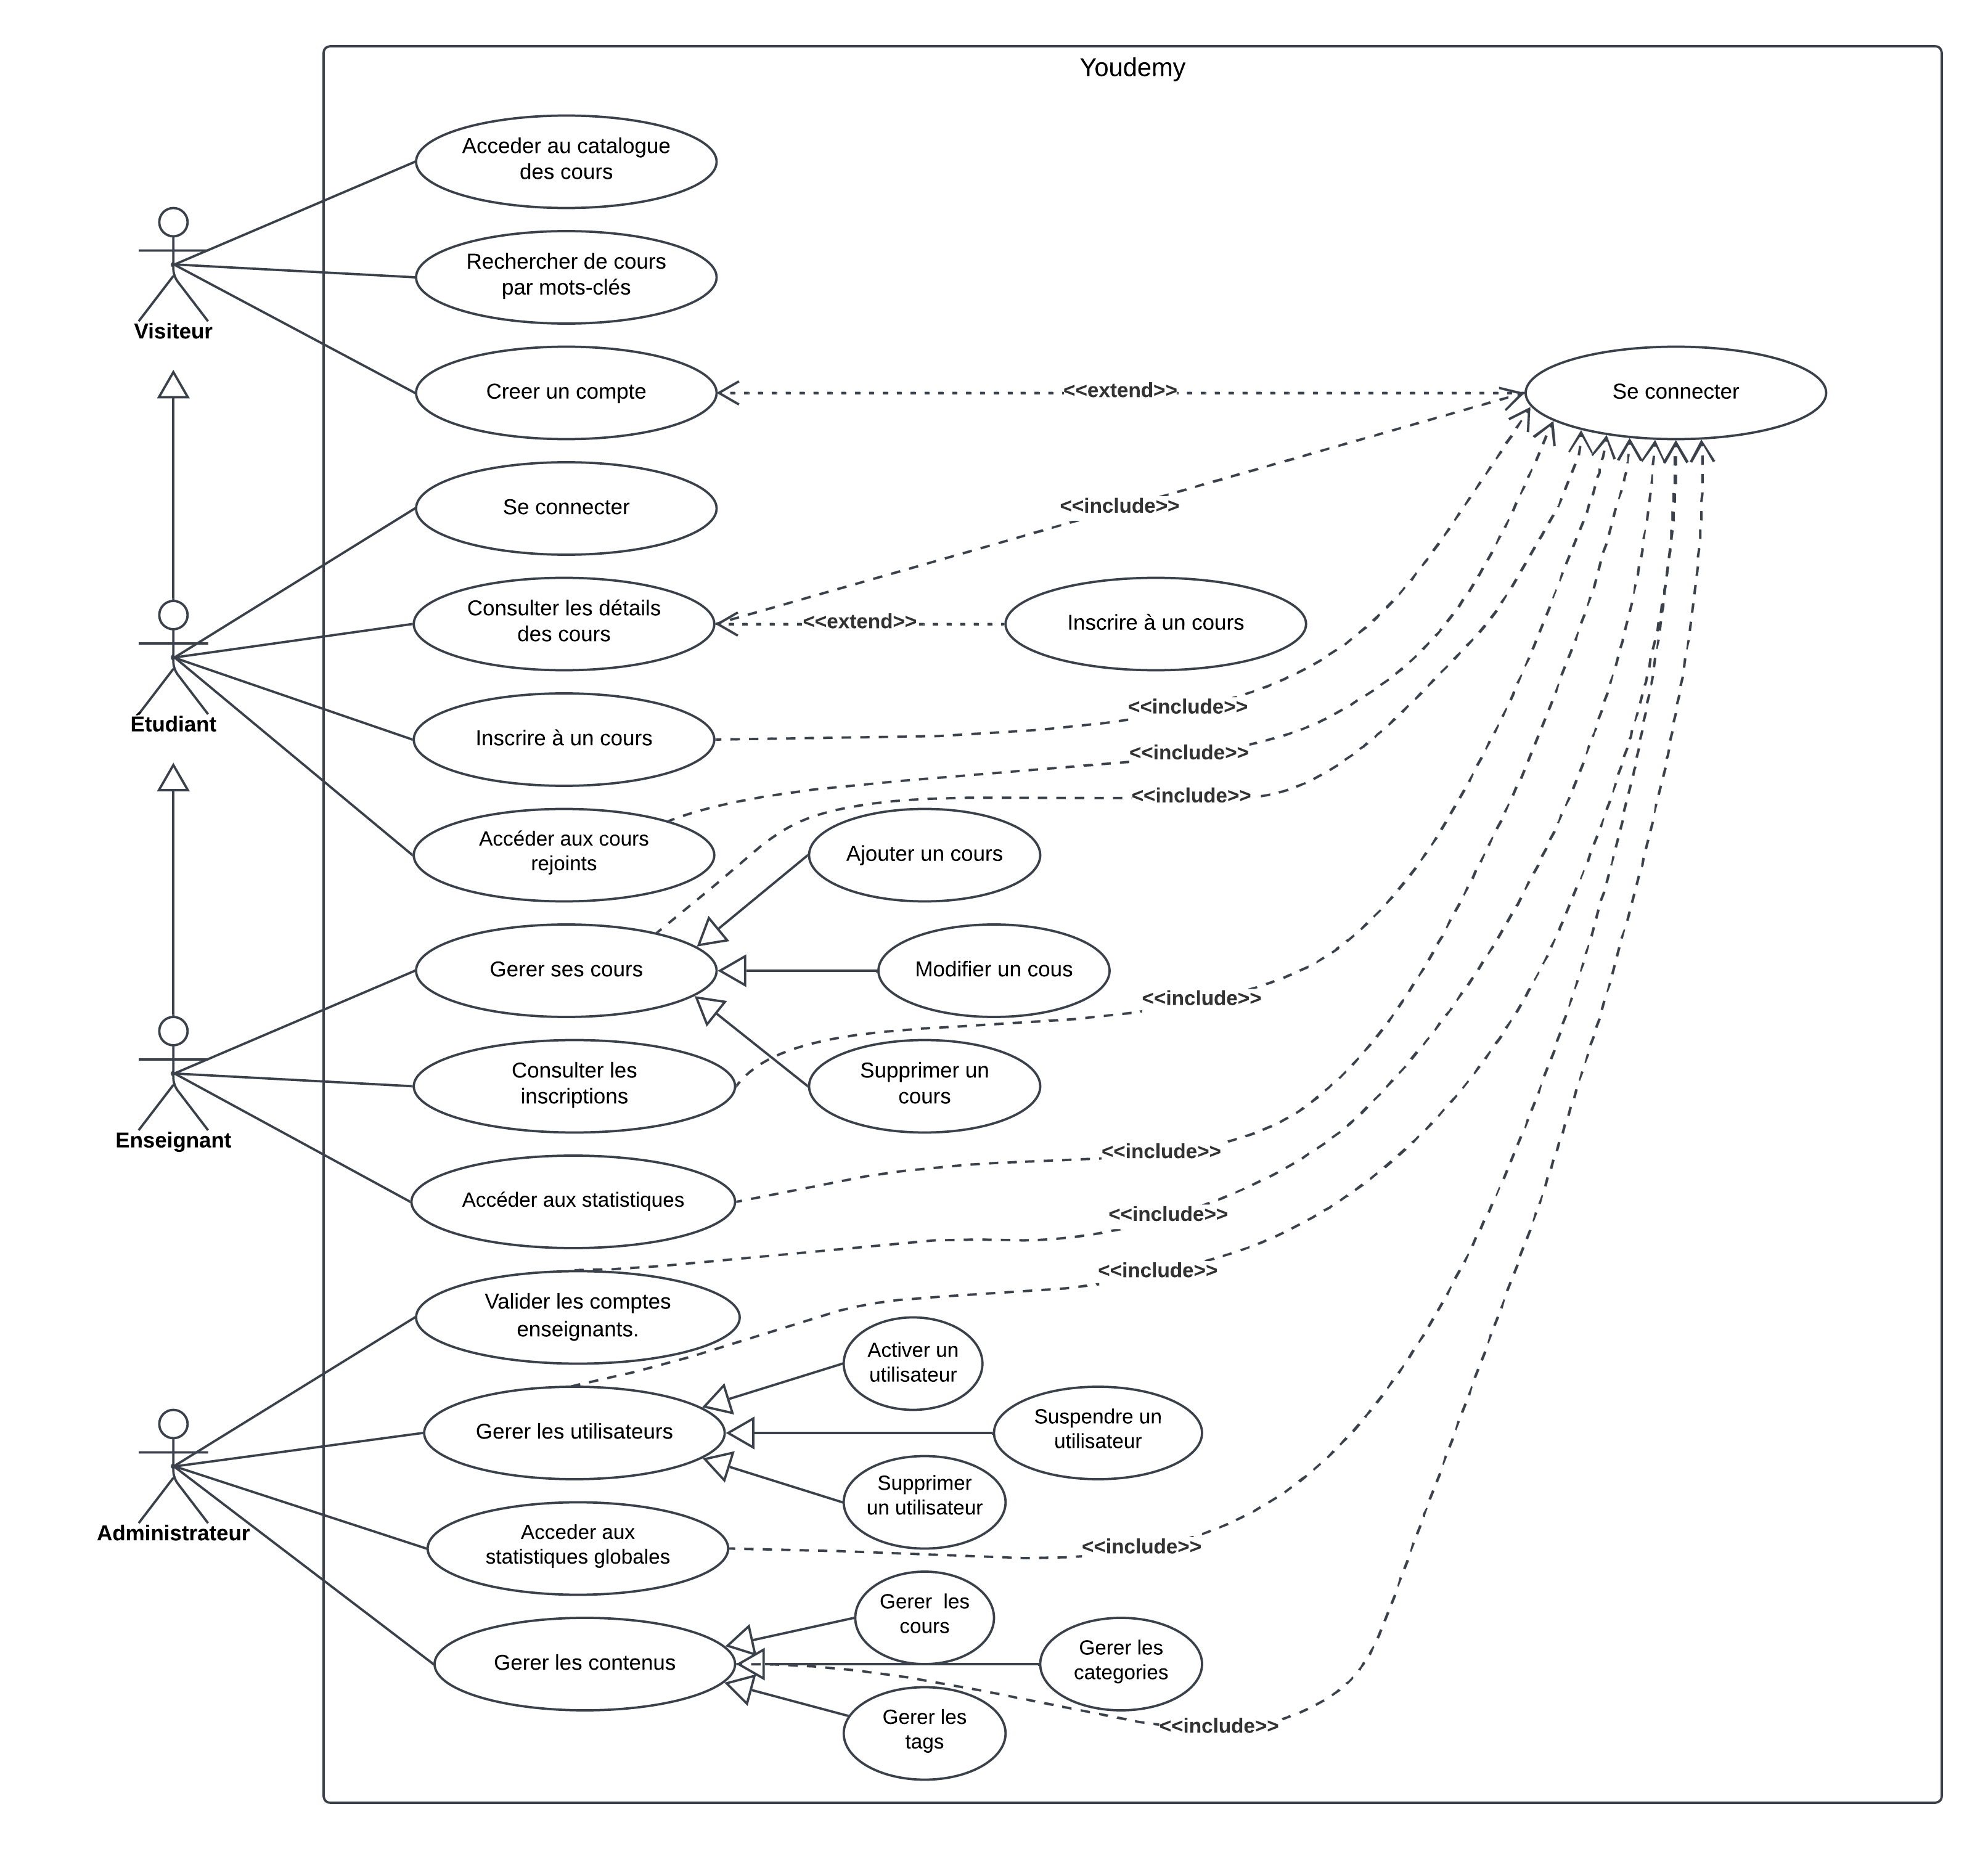 Youdemy
Acceder au catalogue
des cours
Rechercher de cours
par mots-clés
Visiteur
Creer un compte
<<extend>>
Se connecter
Se connecter
<<include>>
Consulter les détails
des cours
<<extend>>
Inscrire à un cours
Étudiant
Inscrire à un cours
<<include>>
<<include>>
<<include>>
Accéder aux cours
rejoints
Ajouter un cours
Gerer ses cours
Modifier un cous
<<include>>
Consulter les
inscriptions
Supprimer un
cours
Enseignant
<<include>>
Accéder aux statistiques
<<include>>
<<include>>
Valider les comptes
enseignants.
Activer un
utilisateur
Gerer les utilisateurs
Suspendre un
utilisateur
Supprimer
un utilisateur
Administrateur
Acceder aux
statistiques globales
<<include>>
Gerer  les
cours
Gerer les contenus
Gerer les
categories
Gerer les
tags
<<include>>